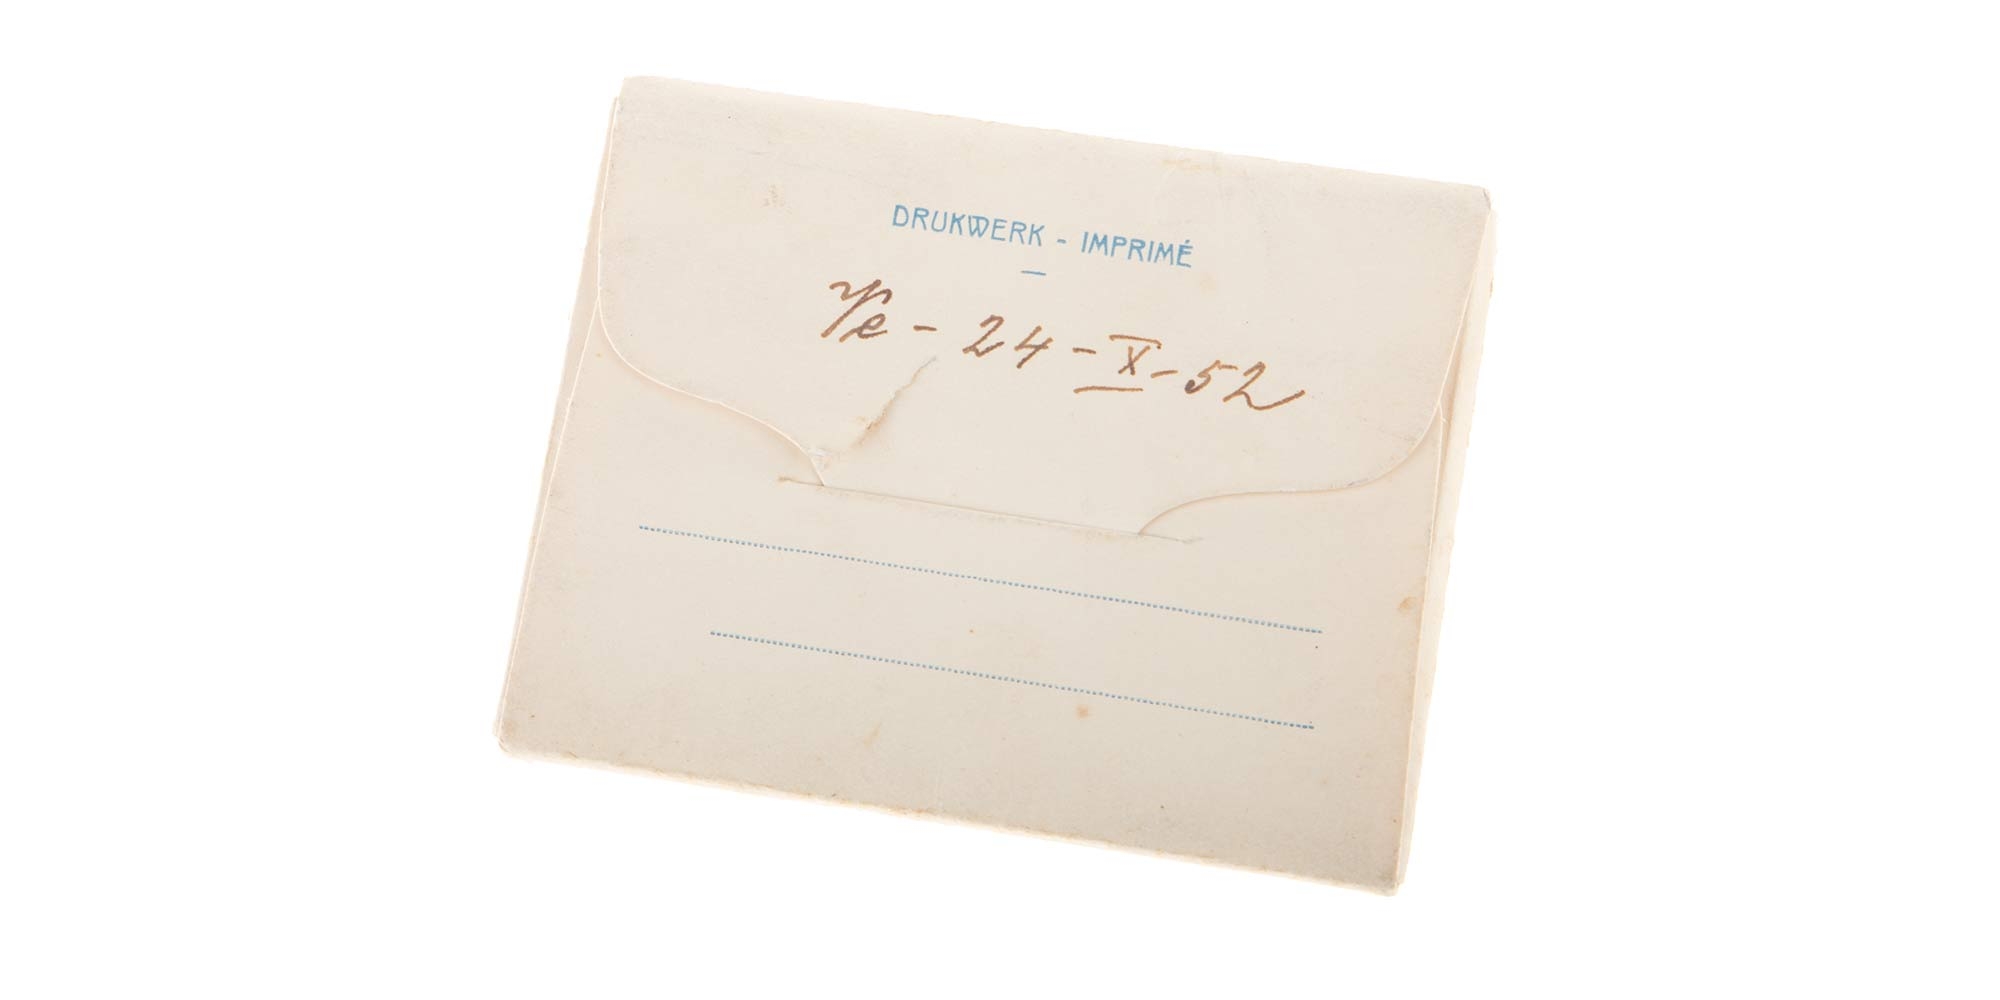 DRUKWERK - IMPRIMÉ
- 24 - X - 52